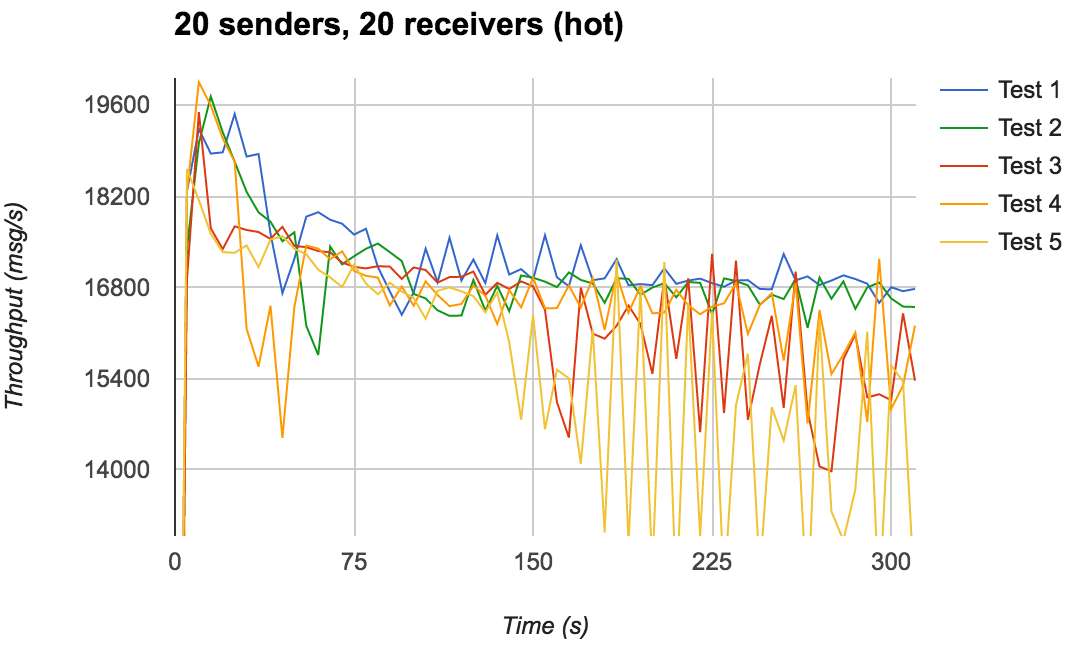 20 senders, 20 receivers (hot)
Throughput (msg/s)
19600
18200
16800
15400
14000
0 75 150 225 300
Time (s)
Test 1
Test 2
Test 3
Test 4
Test 5